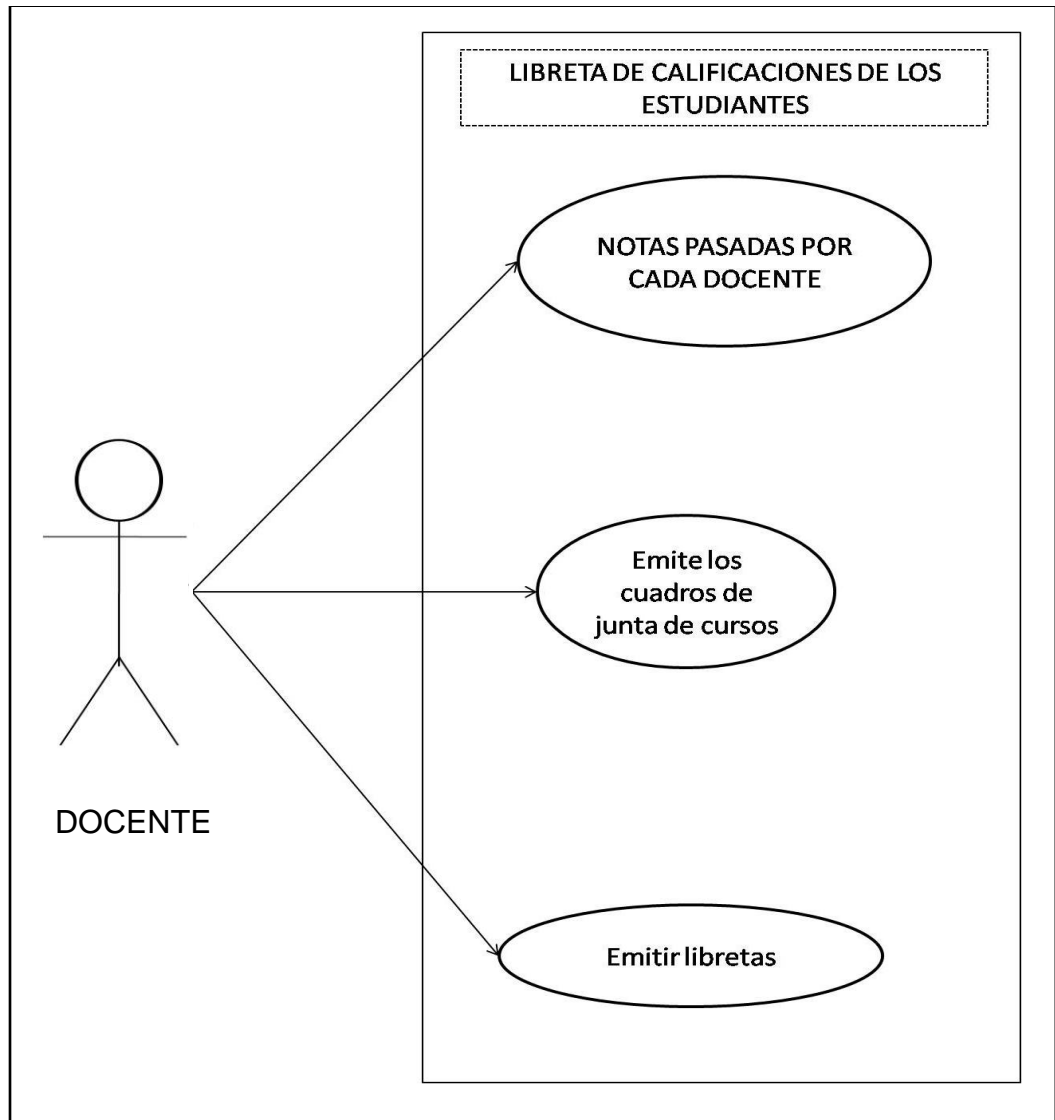 LIBRETA DE CALIFICACIONES DE LOS
ESTUDIANTES
NOTAS PASADAS POR
CADA DOCENTE
Emite los
cuadros de
junta de cursos
DOCENTE
Emitir libretas